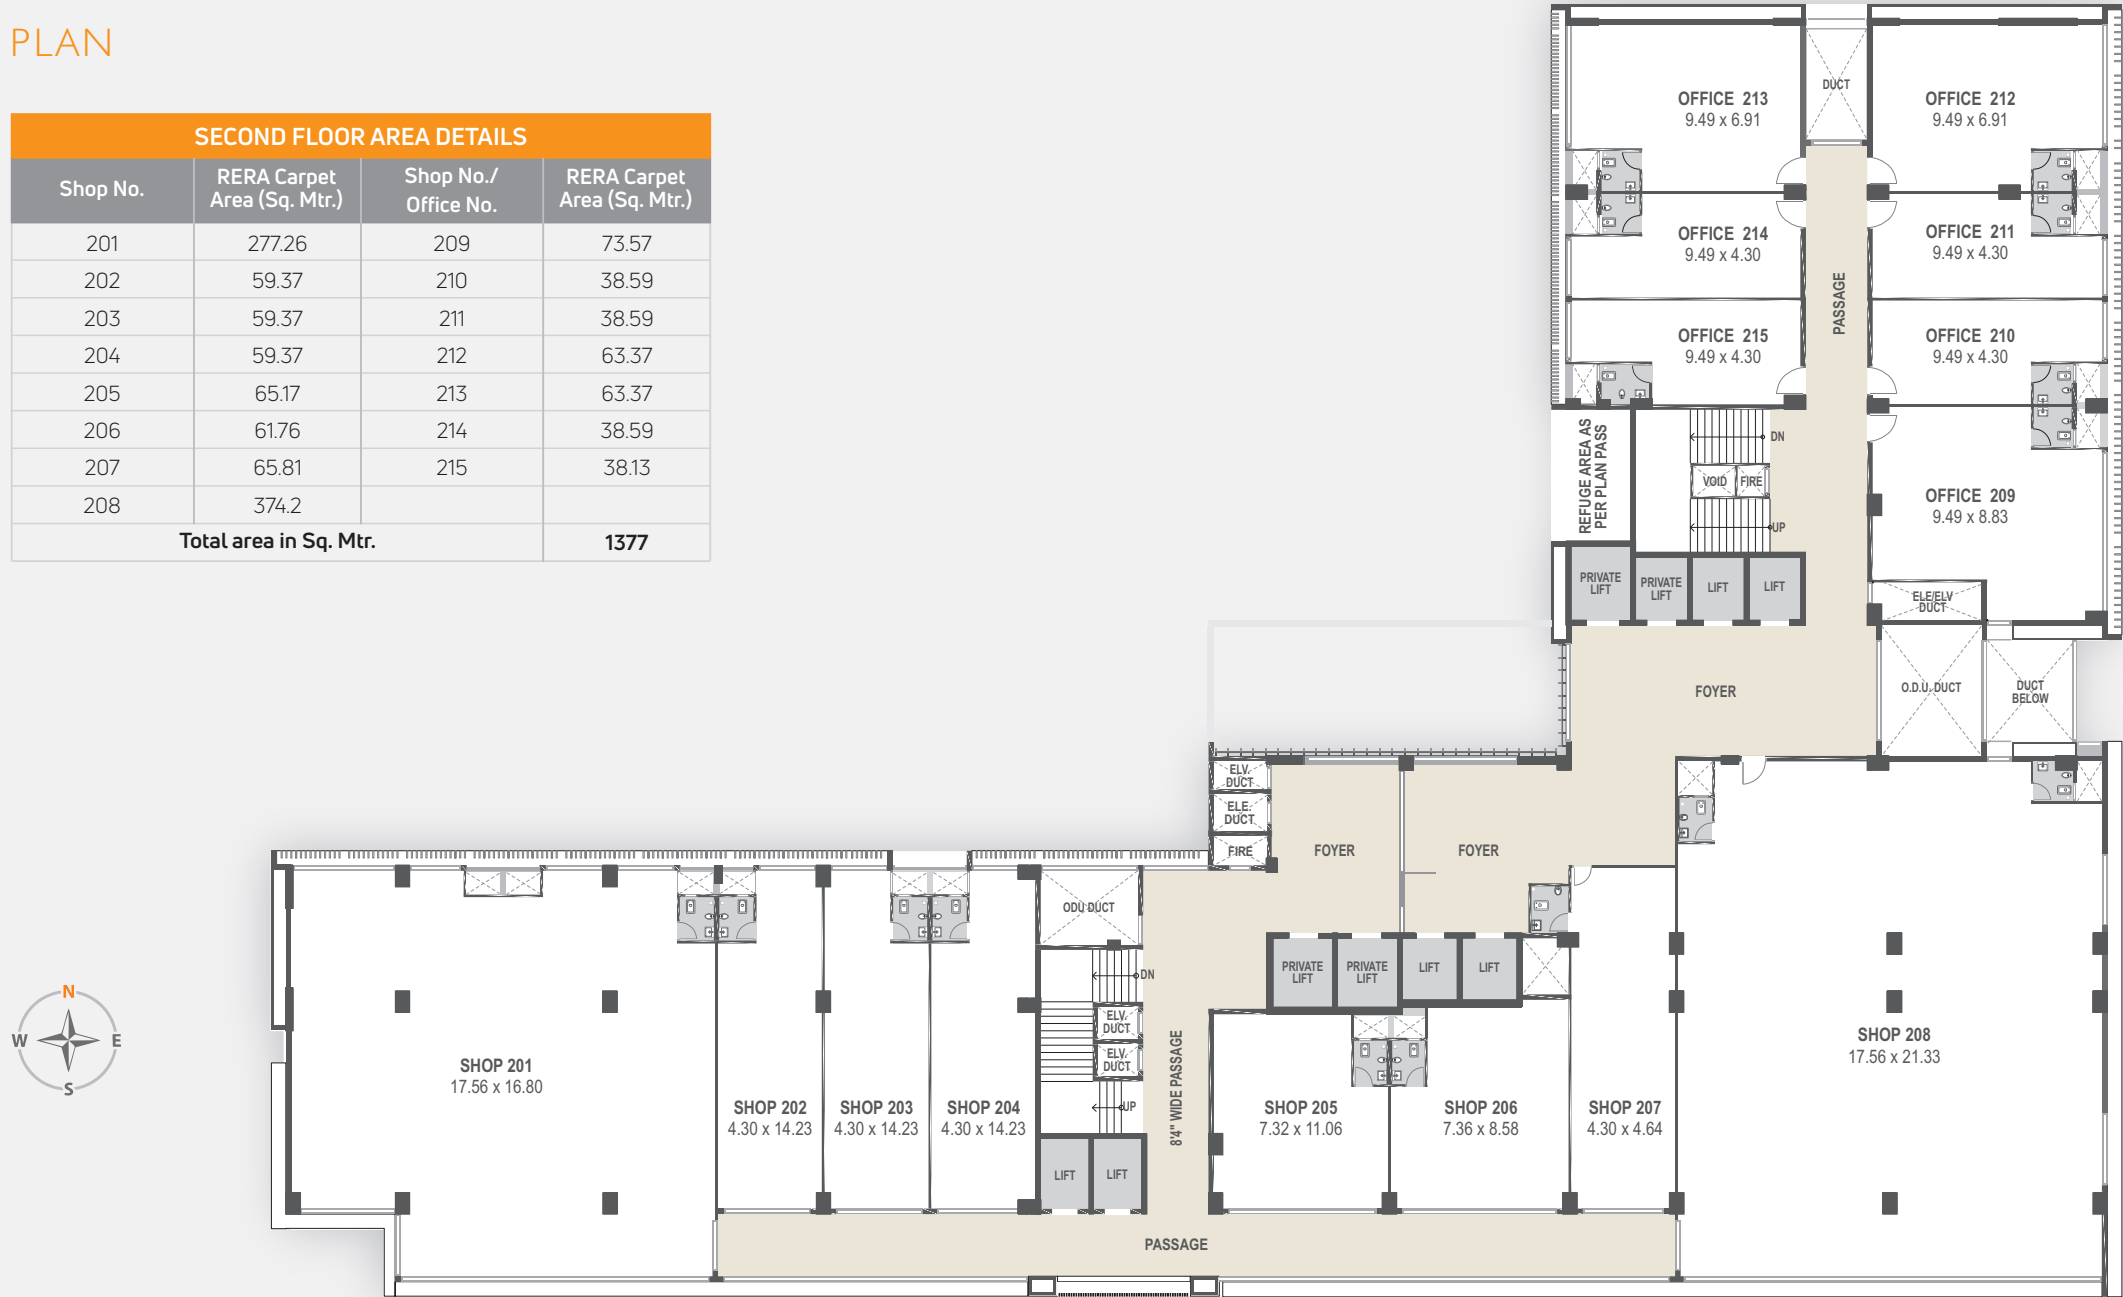 PLAN
SECOND FLOOR AREA DETAILS
Shop No. RERA Carpet Area (Sq. Mtr.) Shop No./ Office No. RERA Carpet Area (Sq. Mtr.)
201 277.26 209 73.57
202 59.37 210 38.59
203 59.37 211 38.59
204 59.37 212 63.37
205 65.17 213 63.37
206 61.76 214 38.59
207 65.81 215 38.13
208 374.2
Total area in Sq. Mtr. 1377
OFFICE 213
9.49 x 6.91
DUCT
OFFICE 212
9.49 x 6.91
OFFICE 214
9.49 x 4.30
OFFICE 211
9.49 x 4.30
PASSAGE
OFFICE 215
9.49 x 4.30
OFFICE 210
9.49 x 4.30
REFUGE AREA AS
PER PLAN PASS
DN
VOID
FIRE
UP
OFFICE 209
9.49 x 8.83
PRIVATE
LIFT
PRIVATE
LIFT
LIFT
LIFT
ELE/ELV
DUCT
FOYER
O.D.U. DUCT
DUCT
BELOW
ELV.
DUCT
ELE.
DUCT
FIRE
FOYER
FOYER
ODU DUCT
DN
ELV.
DUCT
ELV.
DUCT
UP
LIFT
LIFT
8'4" WIDE PASSAGE
PRIVATE
LIFT
PRIVATE
LIFT
LIFT
LIFT
N
W
E
S
SHOP 201
17.56 x 16.80
SHOP 202
4.30 x 14.23
SHOP 203
4.30 x 14.23
SHOP 204
4.30 x 14.23
SHOP 205
7.32 x 11.06
SHOP 206
7.36 x 8.58
SHOP 207
4.30 x 4.64
SHOP 208
17.56 x 21.33
PASSAGE